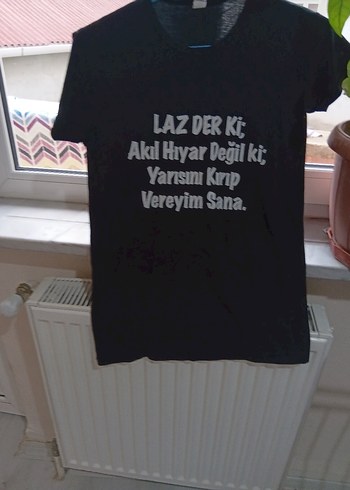 LAZ DER Ki;
Akıl Hıyar Değil ki;
Yarısını Kırıp
Vereyim Sana.